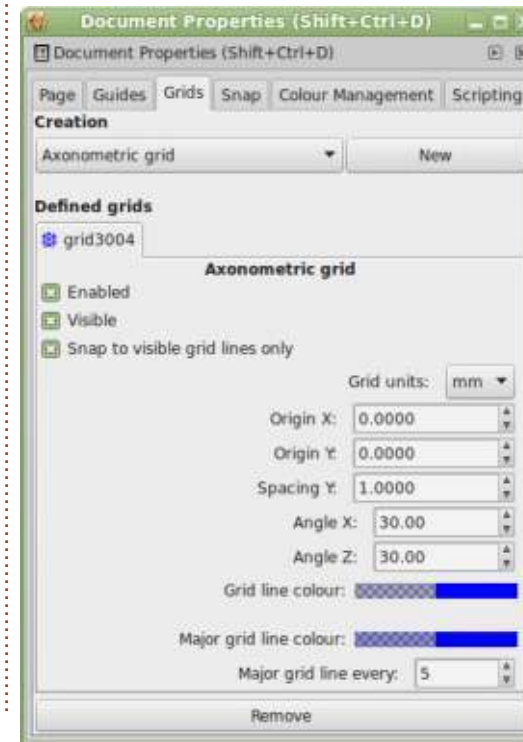 Document Properties (Shift+Ctrl+D)
Document Properties (Shift+Ctrl+D)
Page Guides Grids Snap Colour Management Scripting
Creation
Axonometric grid New
Defined grids
grid3004
Axonometric grid
Enabled
Visible
Snap to visible grid lines only
Grid units: mm
Origin X: 0.0000
Origin Y: 0.0000
Spacing Y: 1.0000
Angle X: 30.00
Angle Z: 30.00
Grid line colour:
Major grid line colour:
Major grid line every: 5
Remove